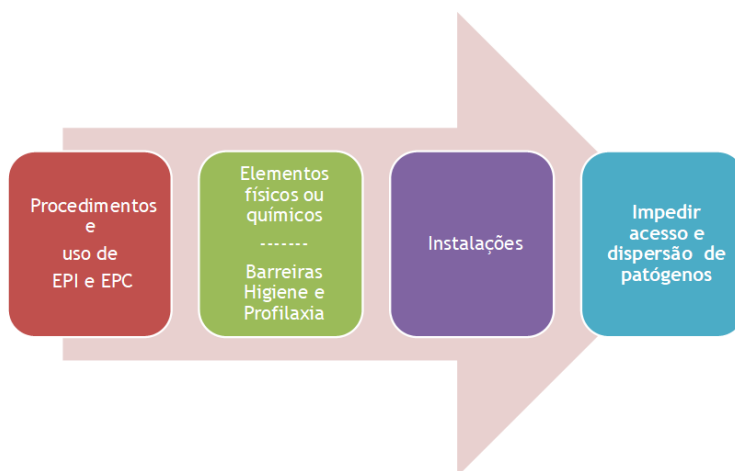 Procedimentos
e
uso de
EPI e EPC
Elementos
físicos ou
químicos
-------
Barreiras
Higiene e
Profilaxia
Instalações
Impedir
acesso e
dispersão de
patógenos